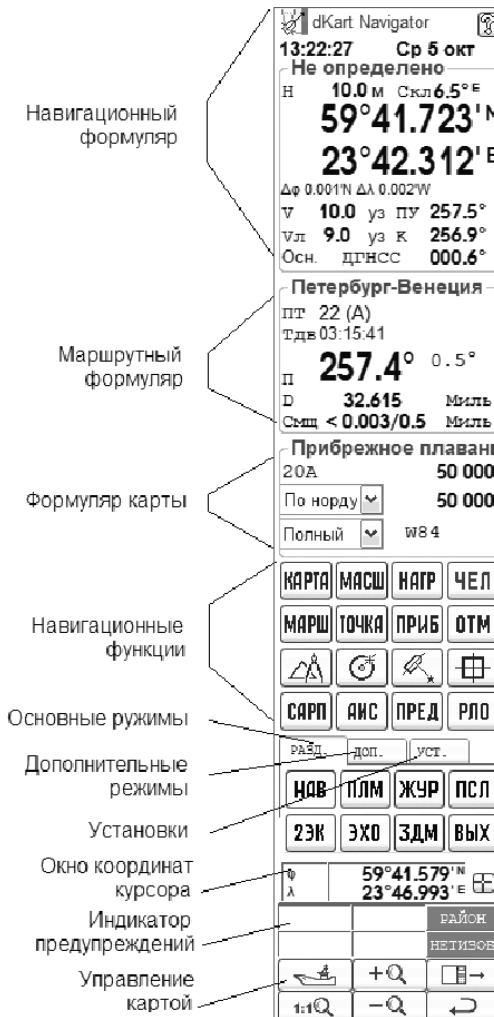 dKart Navigator
13:22:27 Ср 5 окт
Не определено
Н 10.0 м Скл 6.5° E
59°41.723' N
23°42.312' E
Δφ 0.001'N Δλ 0.002'W
V 10.0 уз ПУ 257.5°
Vл 9.0 уз К 256.9°
Осн. ДГНСС 000.6°
Навигационный
формуляр
Петербург-Венеция
ПТ 22 (А)
Тдв 03:15:41
П 257.4° 0.5°
D 32.615 Миль
Смщ < 0.003/0.5 Миль
Маршрутный
формуляр
Прибрежное плавани
20А 50 000
По норду 50 000
Полный W84
Формуляр карты
КАРТА МАСШ НАГР ЧЕЛ
МАРШ ТОЧКА ПРИБ ОТМ
САРП АИС ПРЕД РЛО
Навигационные
функции
Основные ружимы
РАЗД. ДОП. УСТ.
Дополнительные
режимы
НАВ ПЛМ ЖУР ПСЛ
Установки
2ЭК ЭХО ЗДМ ВЫХ
Окно координат
курсора
φ 59°41.579' N
λ 23°46.993' E
Индикатор
предупреждений
РАЙОН
НЕТИЗОБ
Управление
картой
+
1:1 −